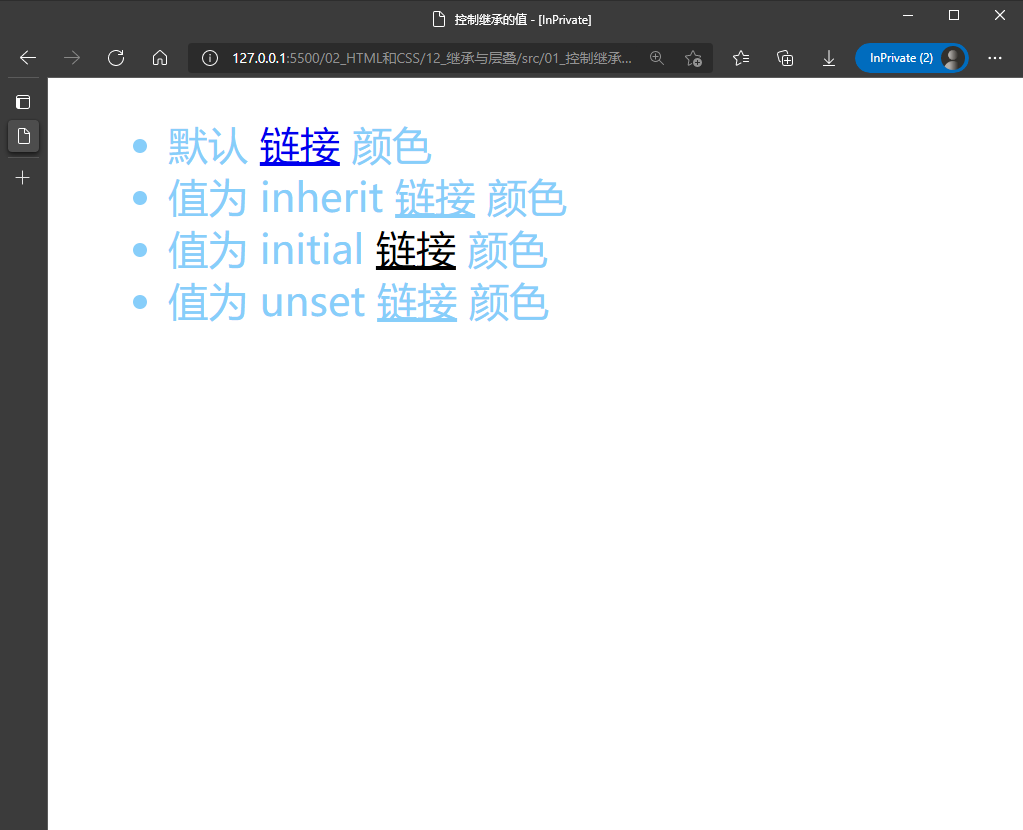 控制继承的值 - [InPrivate]
127.0.0.1:5500/02_HTML和CSS/12_继承与层叠/src/01_控制继承...
InPrivate (2)
默认 链接 颜色
值为 inherit 链接 颜色
值为 initial 链接 颜色
值为 unset 链接 颜色